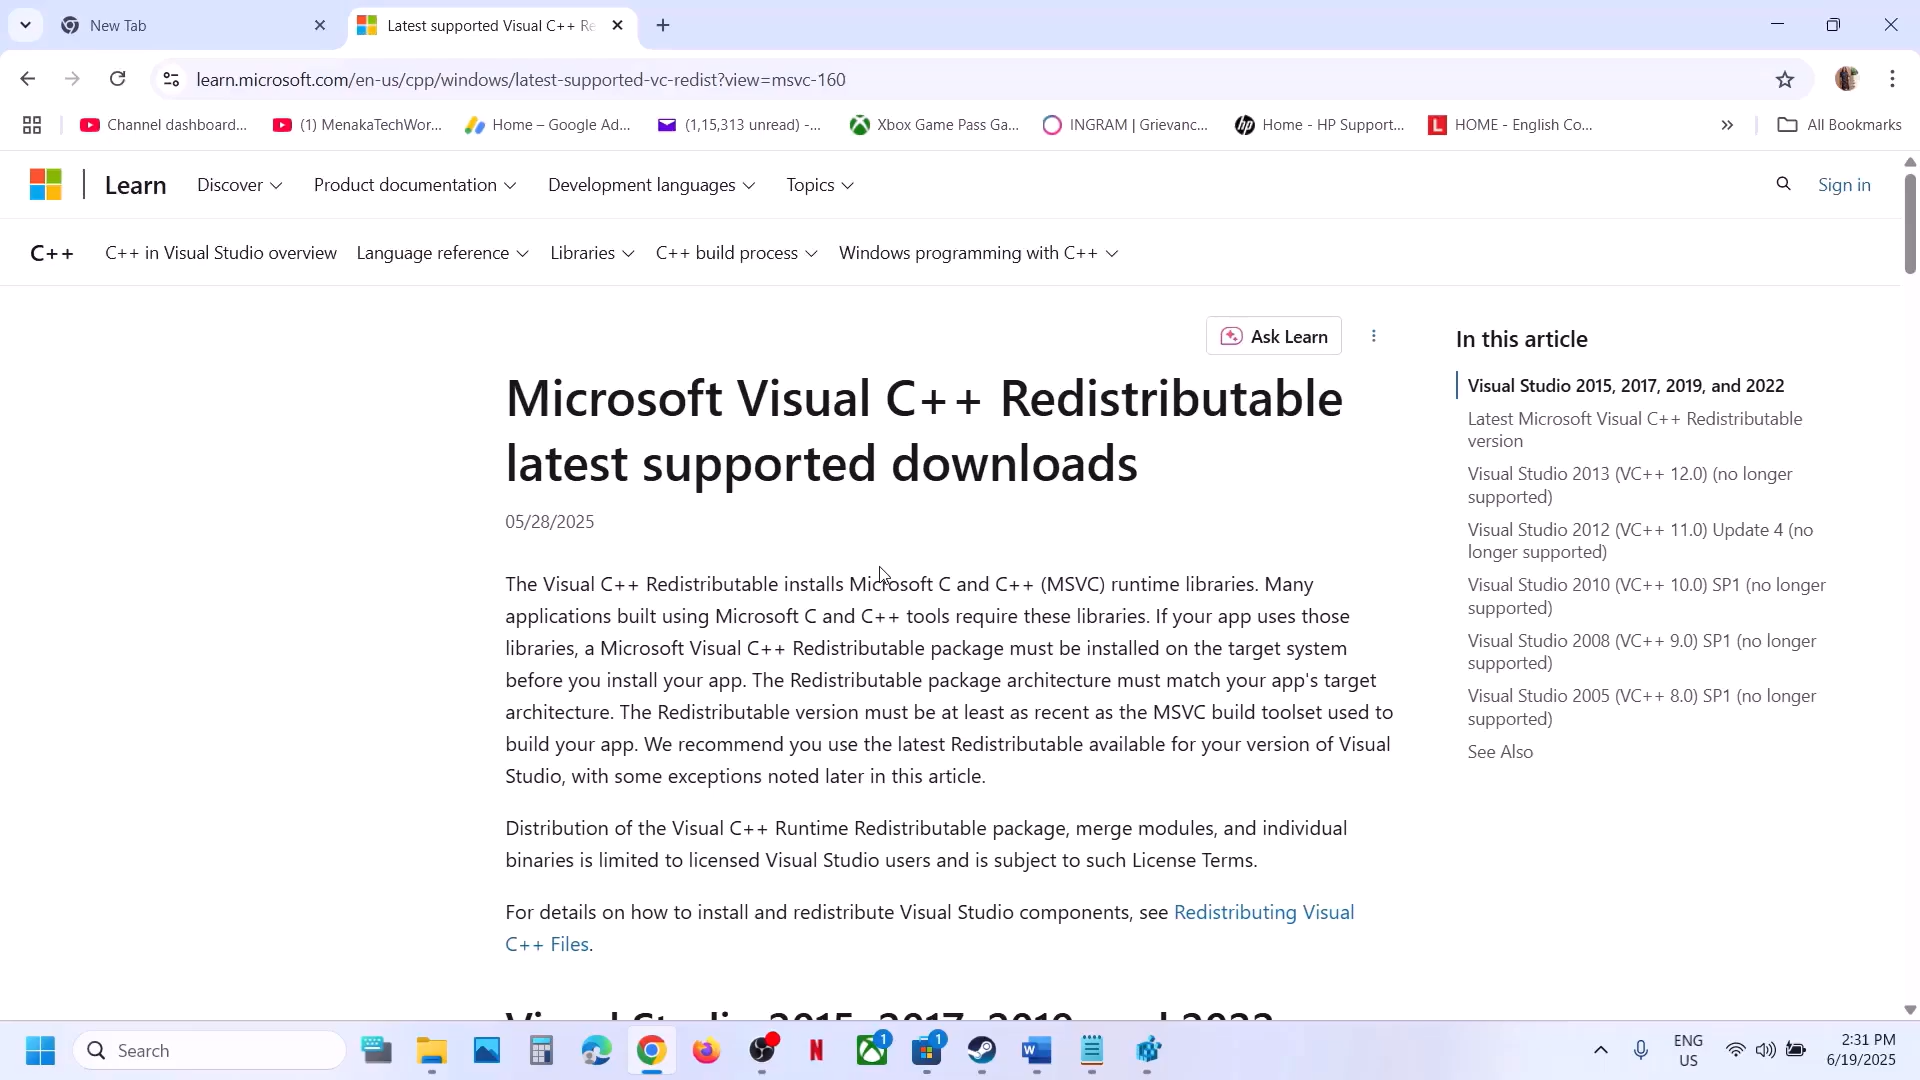 New Tab
Latest supported Visual C++ Re
learn.microsoft.com/en-us/cpp/windows/latest-supported-vc-redist?view=msvc-160
Channel dashboard...
(1) MenakaTechWor...
Home – Google Ad...
(1,15,313 unread) -...
Xbox Game Pass Ga...
INGRAM | Grievanc...
Home - HP Support...
HOME - English Co...
All Bookmarks
Learn
Discover
Product documentation
Development languages
Topics
Sign in
C++
C++ in Visual Studio overview
Language reference
Libraries
C++ build process
Windows programming with C++
Ask Learn
Microsoft Visual C++ Redistributable
latest supported downloads
05/28/2025
The Visual C++ Redistributable installs Microsoft C and C++ (MSVC) runtime libraries. Many
applications built using Microsoft C and C++ tools require these libraries. If your app uses those
libraries, a Microsoft Visual C++ Redistributable package must be installed on the target system
before you install your app. The Redistributable package architecture must match your app's target
architecture. The Redistributable version must be at least as recent as the MSVC build toolset used to
build your app. We recommend you use the latest Redistributable available for your version of Visual
Studio, with some exceptions noted later in this article.
Distribution of the Visual C++ Runtime Redistributable package, merge modules, and individual
binaries is limited to licensed Visual Studio users and is subject to such License Terms.
For details on how to install and redistribute Visual Studio components, see Redistributing Visual
C++ Files.
Visual Studio 2015, 2017, 2019, and 2022
In this article
Visual Studio 2015, 2017, 2019, and 2022
Latest Microsoft Visual C++ Redistributable
version
Visual Studio 2013 (VC++ 12.0) (no longer
supported)
Visual Studio 2012 (VC++ 11.0) Update 4 (no
longer supported)
Visual Studio 2010 (VC++ 10.0) SP1 (no longer
supported)
Visual Studio 2008 (VC++ 9.0) SP1 (no longer
supported)
Visual Studio 2005 (VC++ 8.0) SP1 (no longer
supported)
See Also
Search
1
1
ENG
US
2:31 PM
6/19/2025